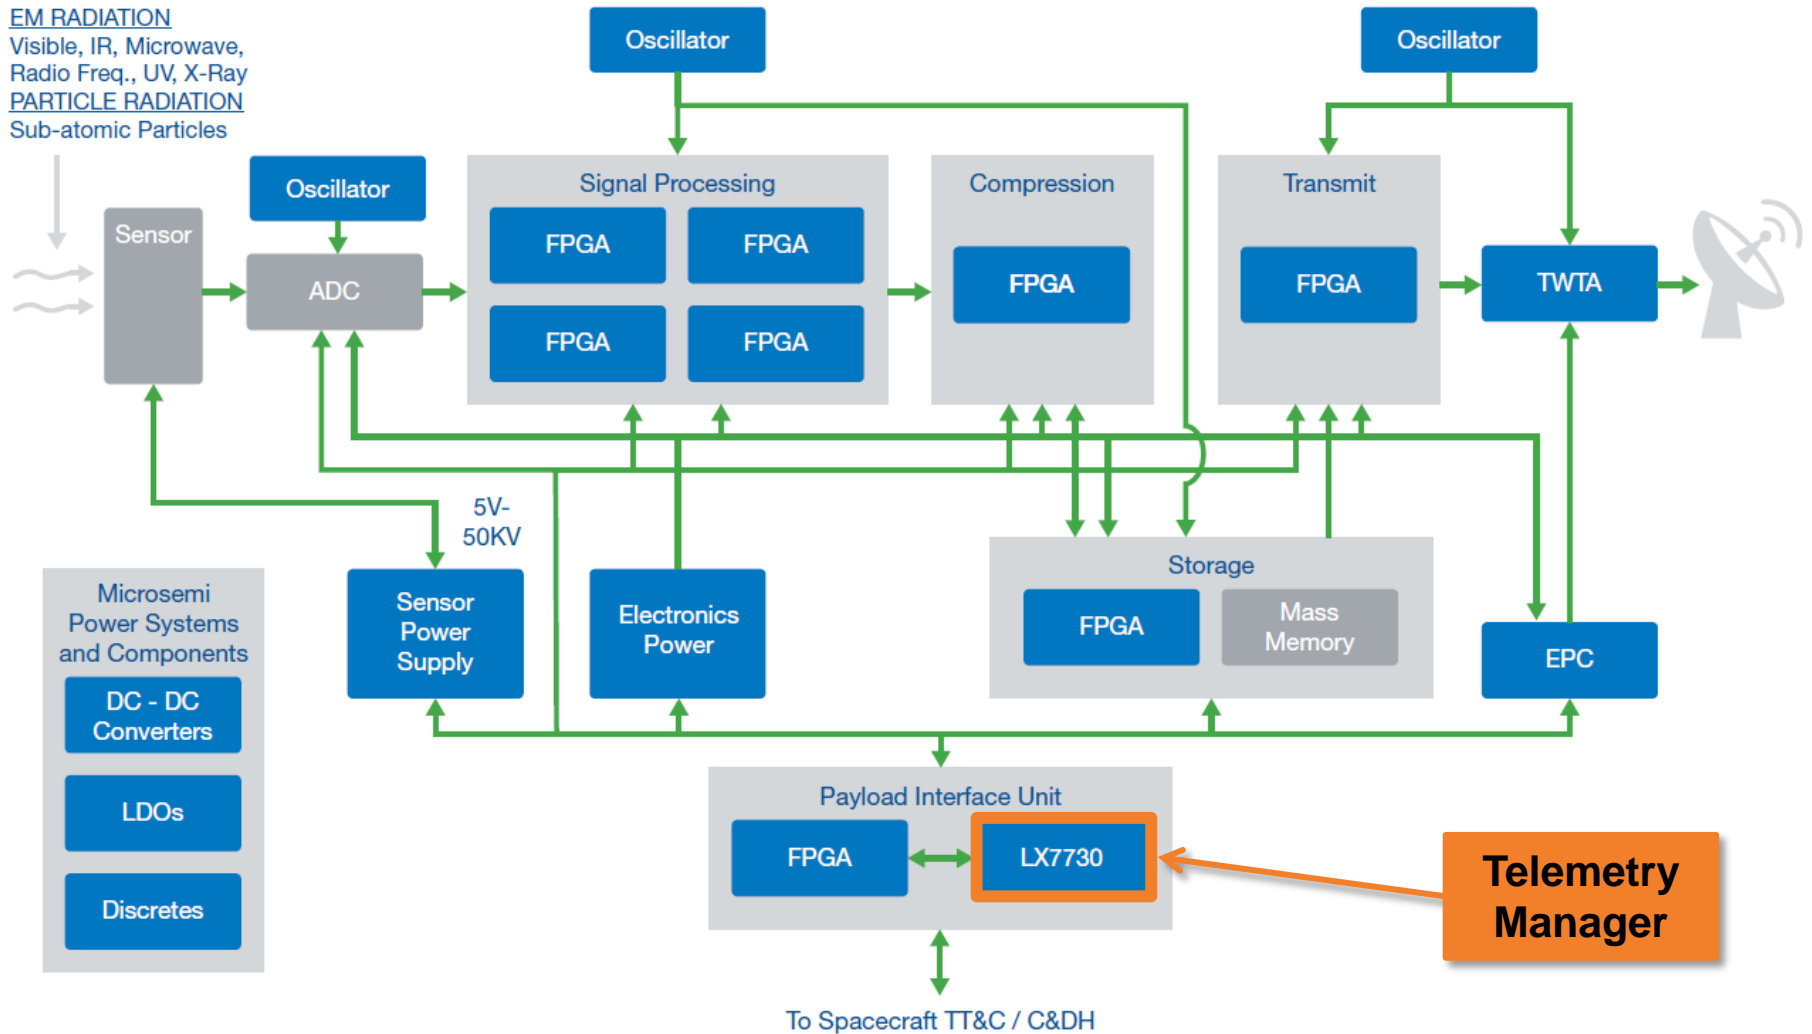 EM RADIATION
Visible, IR, Microwave,
Radio Freq., UV, X-Ray
PARTICLE RADIATION
Sub-atomic Particles
Oscillator
Oscillator
Oscillator
Sensor
ADC
Signal Processing
FPGA
FPGA
FPGA
FPGA
Compression
FPGA
Transmit
FPGA
TWTA
5V-
50KV
Microsemi
Power Systems
and Components
DC - DC
Converters
LDOs
Discretes
Sensor
Power
Supply
Electronics
Power
Storage
FPGA
Mass
Memory
EPC
Payload Interface Unit
FPGA
LX7730
Telemetry
Manager
To Spacecraft TT&C / C&DH